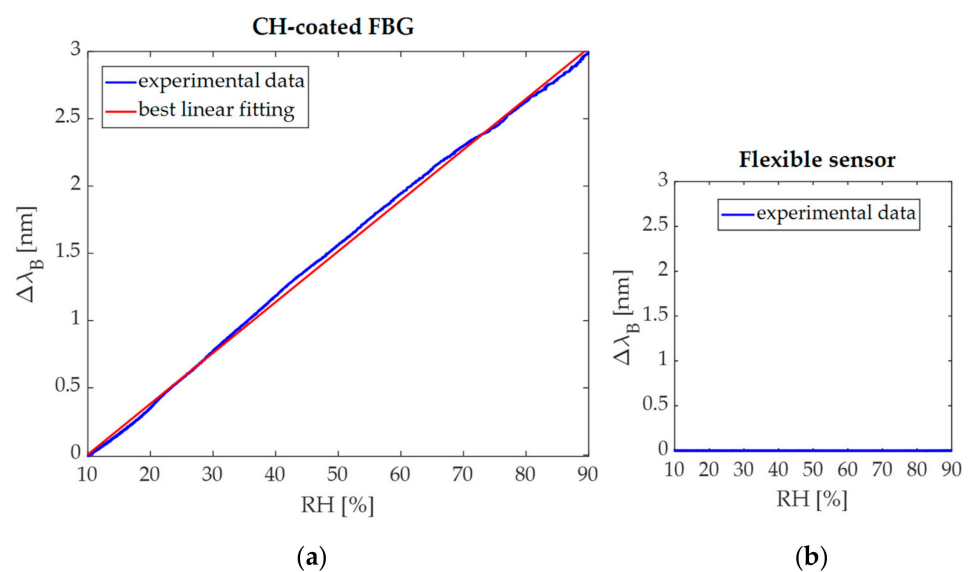 CH-coated FBG
3
2.5
2
1.5
1
0.5
0
ΔλB [nm]
experimental data
best linear fitting
10 20 30 40 50 60 70 80 90
RH [%]
(a)
Flexible sensor
3
2.5
2
1.5
1
0.5
0
ΔλB [nm]
experimental data
10 20 30 40 50 60 70 80 90
RH [%]
(b)